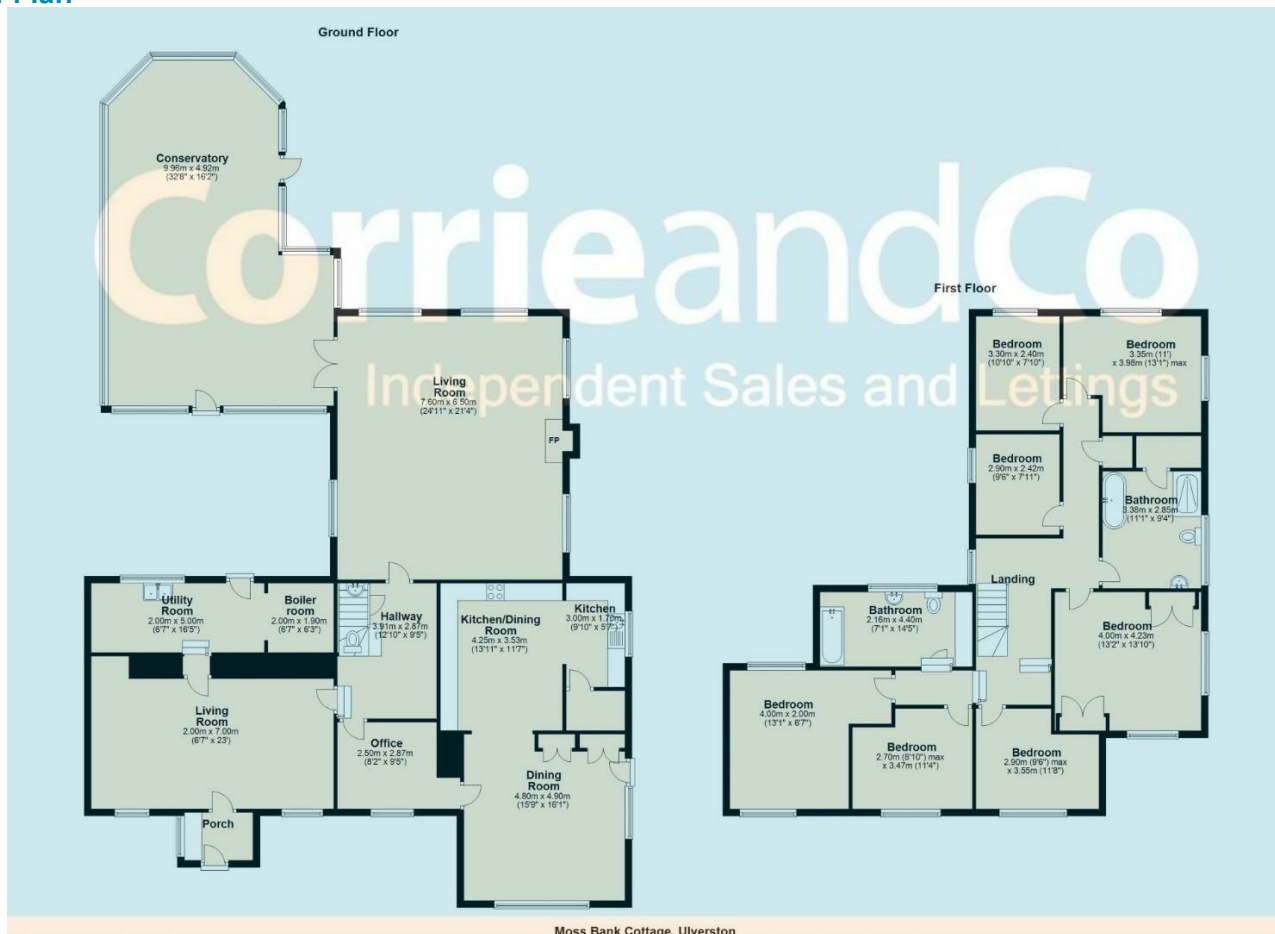 Plan
Ground Floor
CorrieandCo
Independent Sales and Lettings
Conservatory
9.96m x 4.92m
(32'8" x 16'2")
Living
Room
7.60m x 6.50m
(24'11" x 21'4")
FP
Utility
Room
2.00m x 5.00m
(6'7" x 16'5")
Boiler
room
2.00m x 1.90m
(6'7" x 6'3")
Hallway
3.91m x 2.87m
(12'10" x 9'5")
Kitchen/Dining
Room
4.25m x 3.53m
(13'11" x 11'7")
Kitchen
3.00m x 1.70m
(9'10" x 5'7")
Living
Room
2.00m x 7.00m
(6'7" x 23')
Office
2.50m x 2.87m
(8'2" x 9'5")
Dining
Room
4.80m x 4.90m
(15'9" x 16'1")
Porch
First Floor
Bedroom
3.30m x 2.40m
(10'10" x 7'10")
Bedroom
3.35m (11')
x 3.98m (13'1") max
Bedroom
2.90m x 2.42m
(9'6" x 7'11")
Bathroom
3.38m x 2.85m
(11'1" x 9'4")
Landing
Bathroom
2.16m x 4.40m
(7'1" x 14'5")
Bedroom
4.00m x 4.23m
(13'2" x 13'10")
Bedroom
4.00m x 2.00m
(13'1" x 6'7")
Bedroom
2.70m (8'10") max
x 3.47m (11'4")
Bedroom
2.90m (9'6") max
x 3.55m (11'8")
Moss Bank Cottage, Ulverston